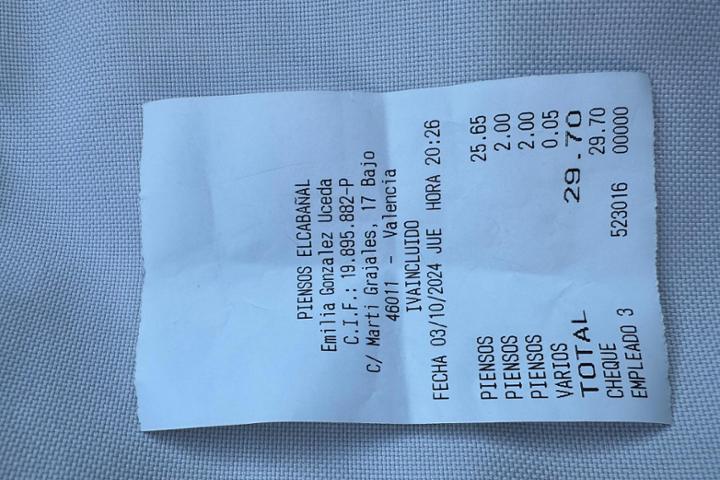 PIENSOS ELCABAÑAL
Emilia Gonzalez Uceda
C.I.F.: 19.895.882-P
C/ Marti Grajales, 17 Bajo
46011 - Valencia
IVAINCLUIDO
FECHA 03/10/2024 JUE HORA 20:26
PIENSOS 25.65
PIENSOS 2.00
PIENSOS 2.00
VARIOS 0.05
TOTAL 29.70
CHEQUE 29.70
EMPLEADO 3 523016 00000